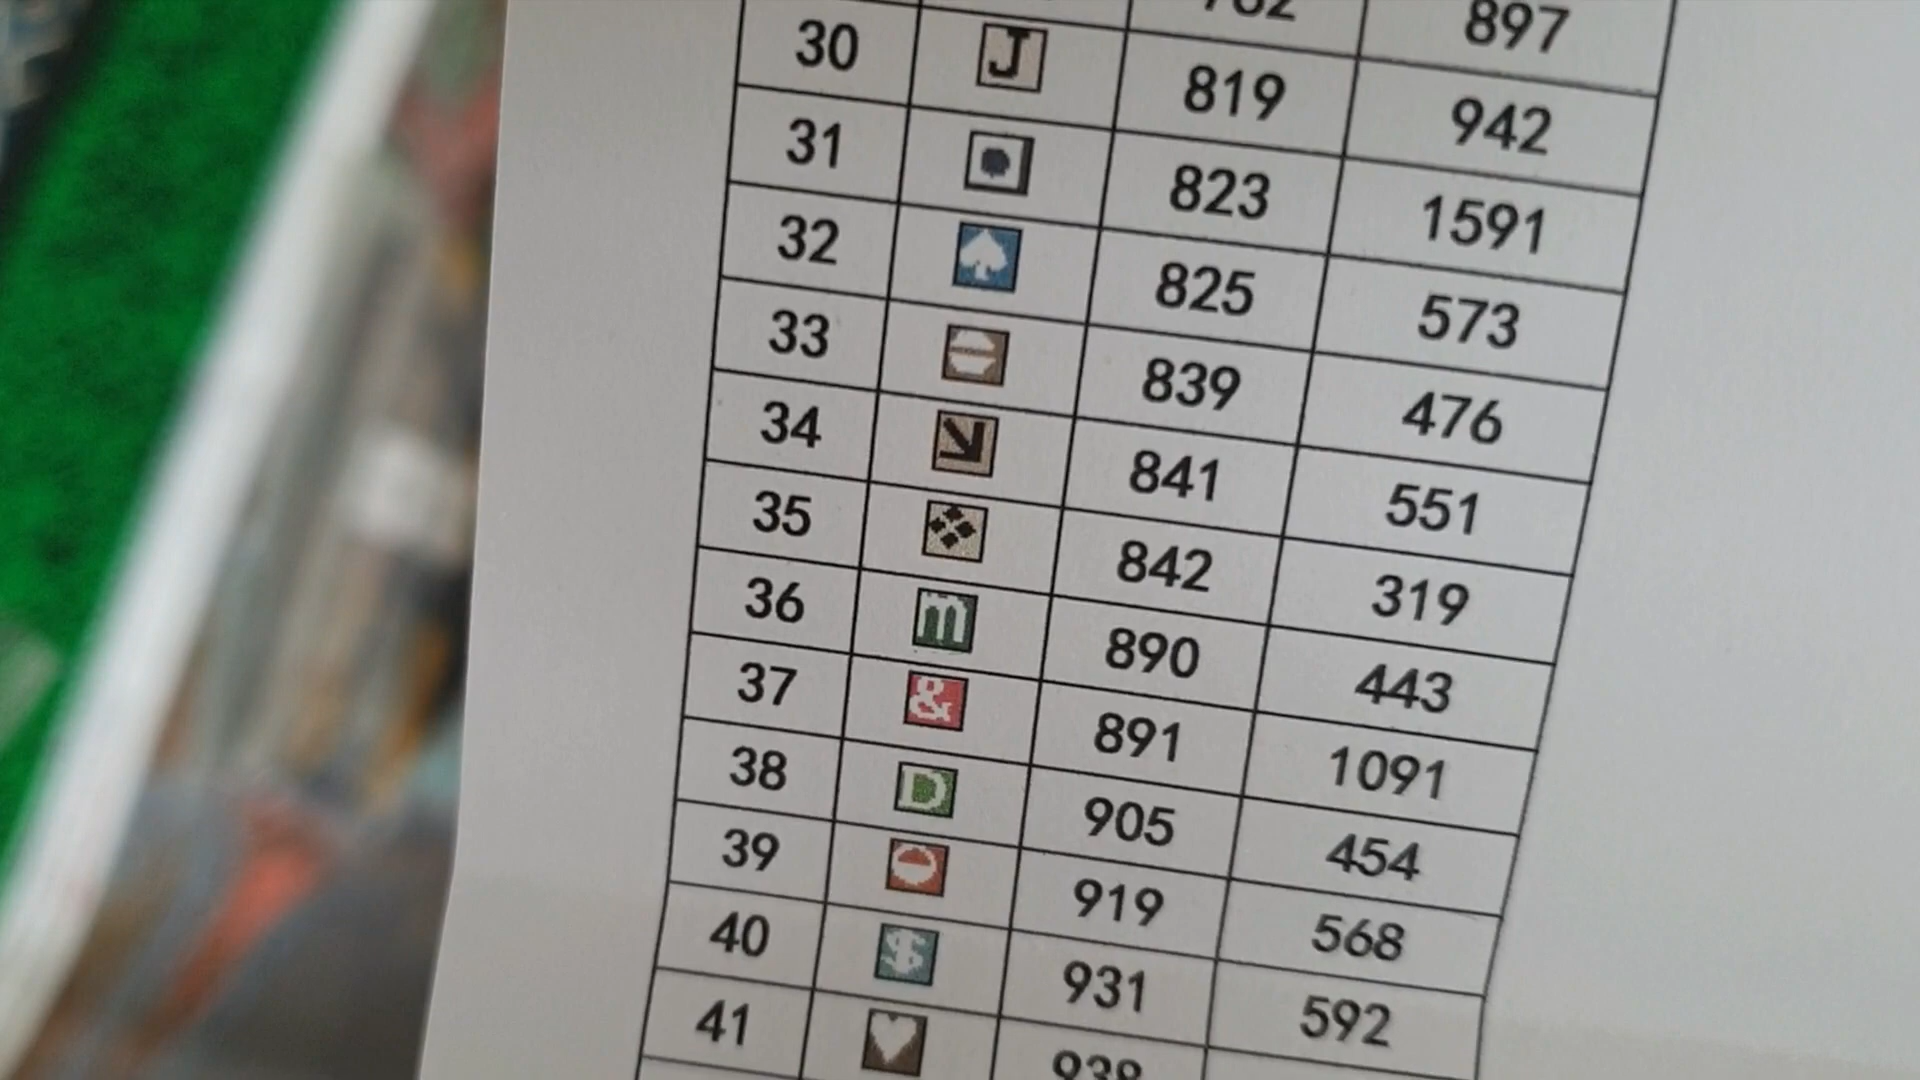 897
30 J 819 942
31 823 1591
32 825 573
33 839 476
34 841 551
35 842 319
36 m 890 443
37 & 891 1091
38 D 905 454
39 919 568
40 $ 931 592
41